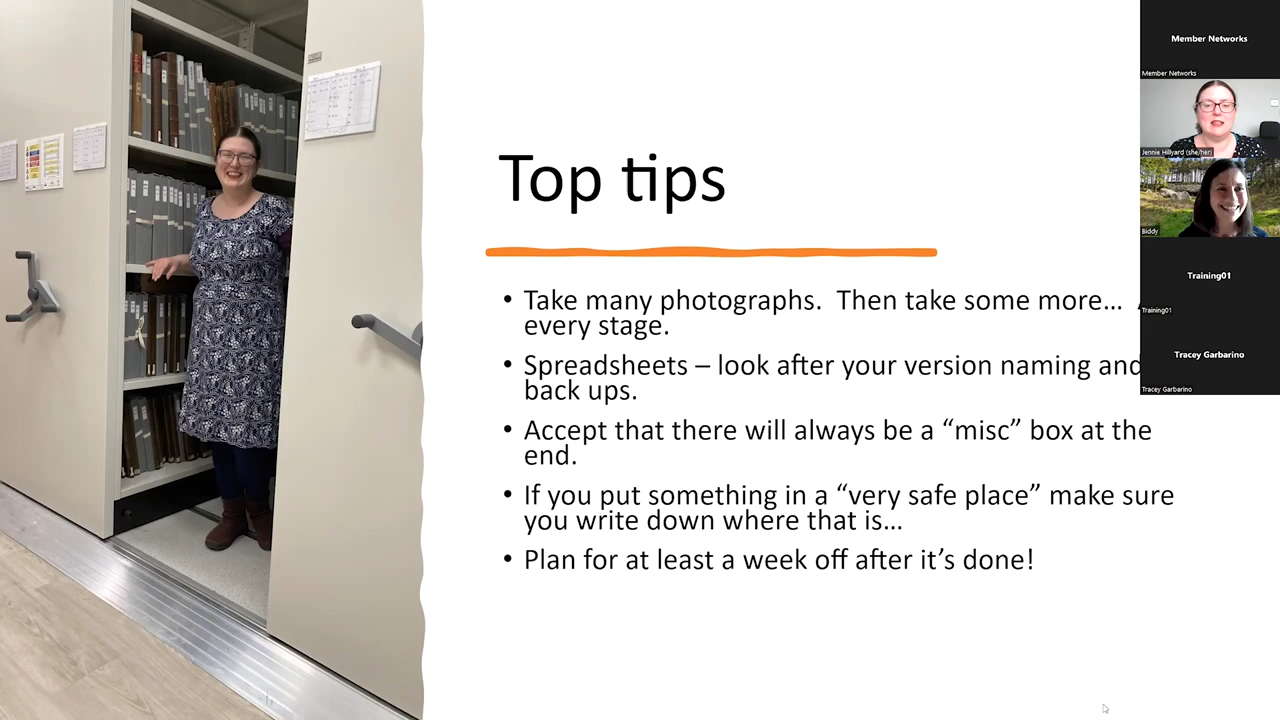 Top tips
• Take many photographs.  Then take some more…
every stage.
• Spreadsheets – look after your version naming and
back ups.
• Accept that there will always be a “misc” box at the
end.
• If you put something in a “very safe place” make sure
you write down where that is…
• Plan for at least a week off after it’s done!
Member Networks
Member Networks
Jennie Hillyard (she/her)
Biddy
Training01
Training01
Tracey Garbarino
Tracey Garbarino